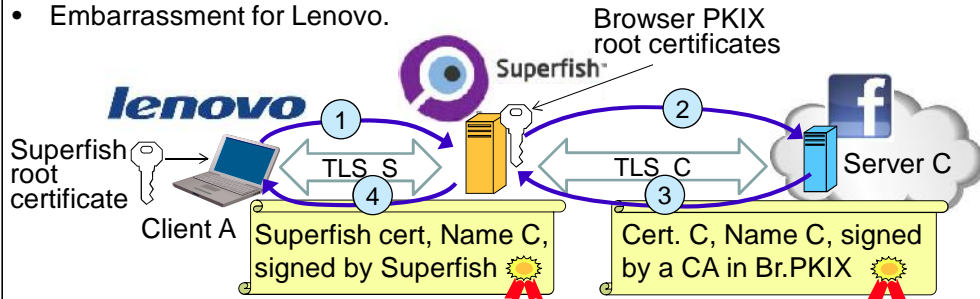 • Embarrassment for Lenovo.
Browser PKIX
root certificates
Superfish™
lenovo
f
1
2
Superfish
root
certificate
TLS_S
TLS_C
Server C
4
3
Client A
Superfish cert, Name C,
signed by Superfish
Cert. C, Name C, signed
by a CA in Br.PKIX